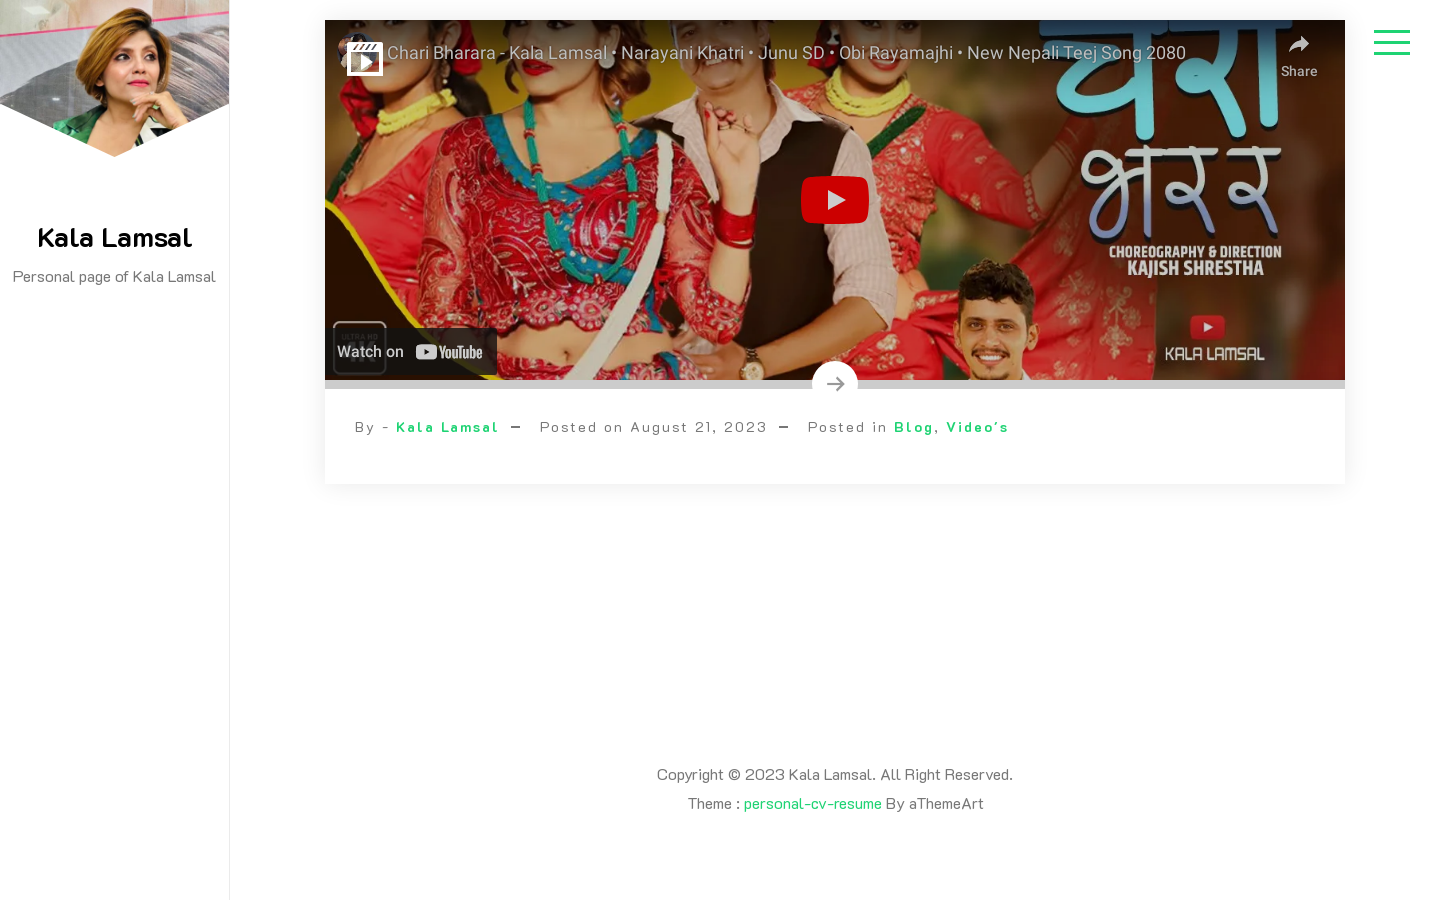 Kala Lamsal
Personal page of Kala Lamsal
Chari Bharara - Kala Lamsal • Narayani Khatri • Junu SD • Obi Rayamajhi • New Nepali Teej Song 2080
Share
भरर
CHOREOGRAPHY & DIRECTION
KAJISH SHRESTHA
KALA LAMSAL
ULTRA HD
4K
Watch on YouTube
By - Kala Lamsal – Posted on August 21, 2023 – Posted in Blog, Video's
Copyright © 2023 Kala Lamsal. All Right Reserved.
Theme : personal-cv-resume By aThemeArt